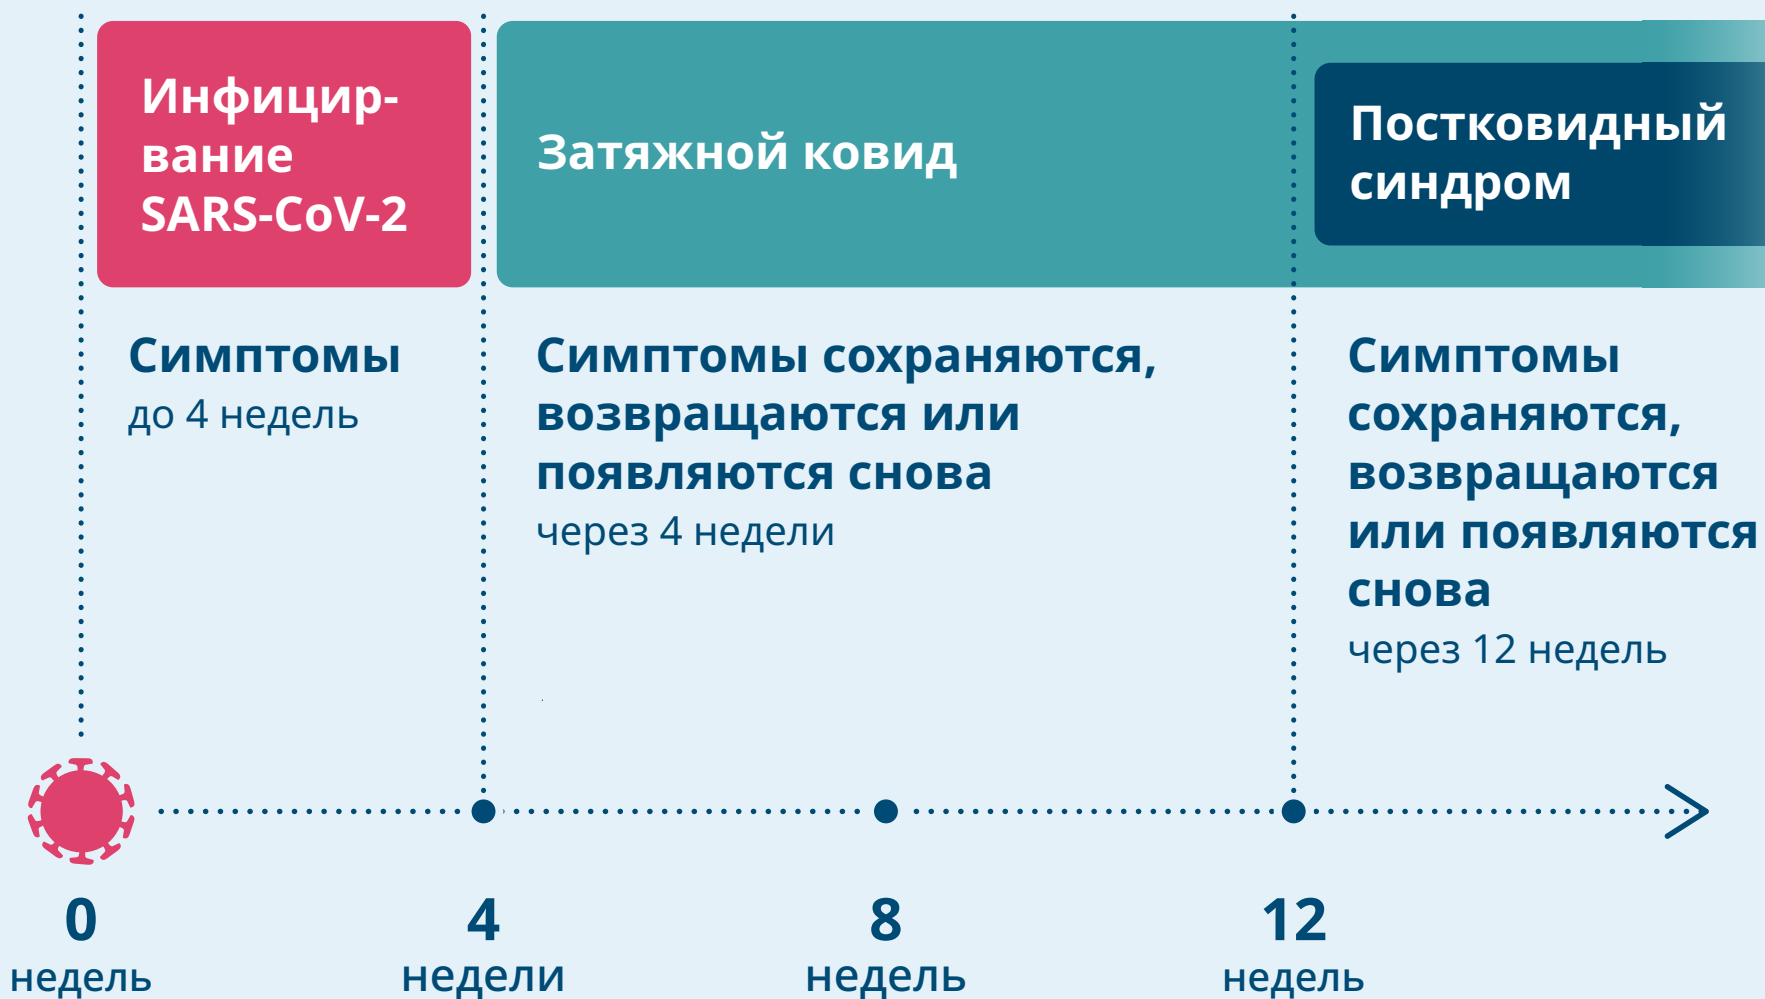 Инфицир-
вание
SARS-CoV-2
Затяжной ковид
Постковидный
синдром
Симптомы
до 4 недель
Симптомы сохраняются,
возвращаются или
появляются снова
через 4 недели
Симптомы
сохраняются,
возвращаются
или появляются
снова
через 12 недель
0
недель
4
недели
8
недель
12
недель